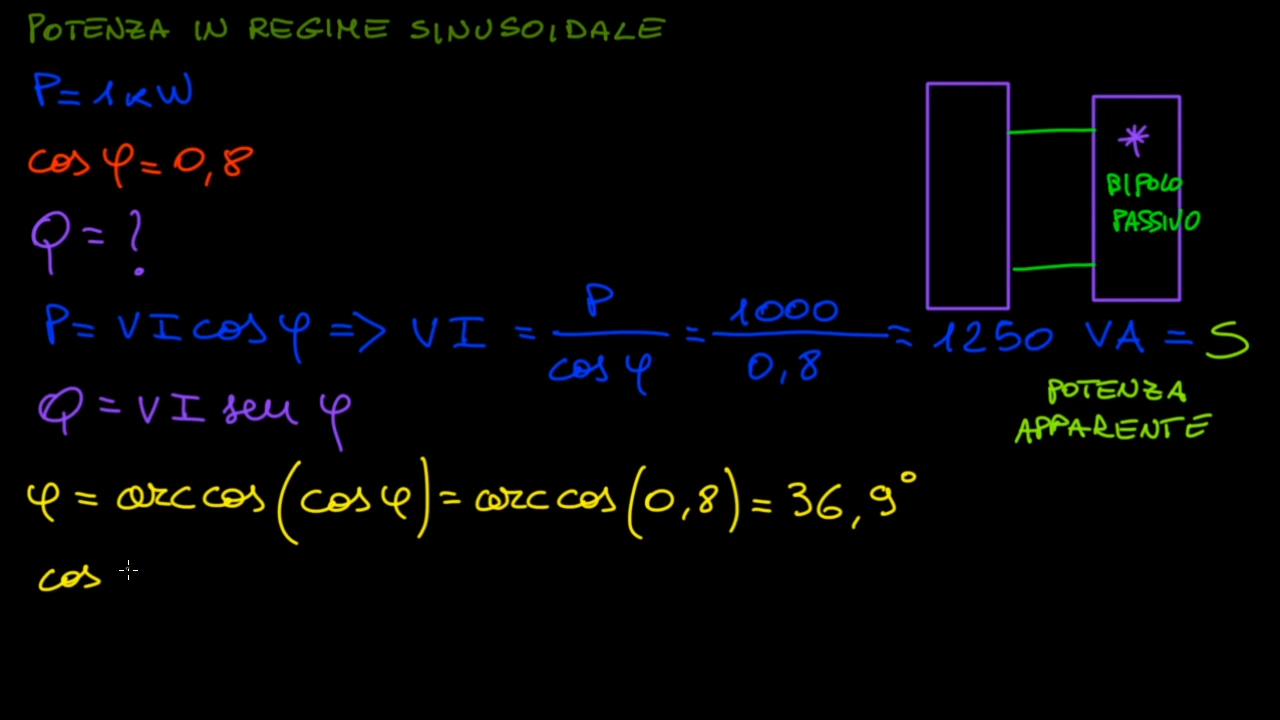 POTENZA IN REGIME SINUSOIDALE
P = 1 KW
cos φ = 0,8
*
BIPOLO
PASSIVO
Q = ?
P = VI cos φ => VI = P / cos φ = 1000 / 0,8 = 1250 VA = S
POTENZA
APPARENTE
Q = VI sen φ
φ = arccos(cos φ) = arccos(0,8) = 36,9°
cos